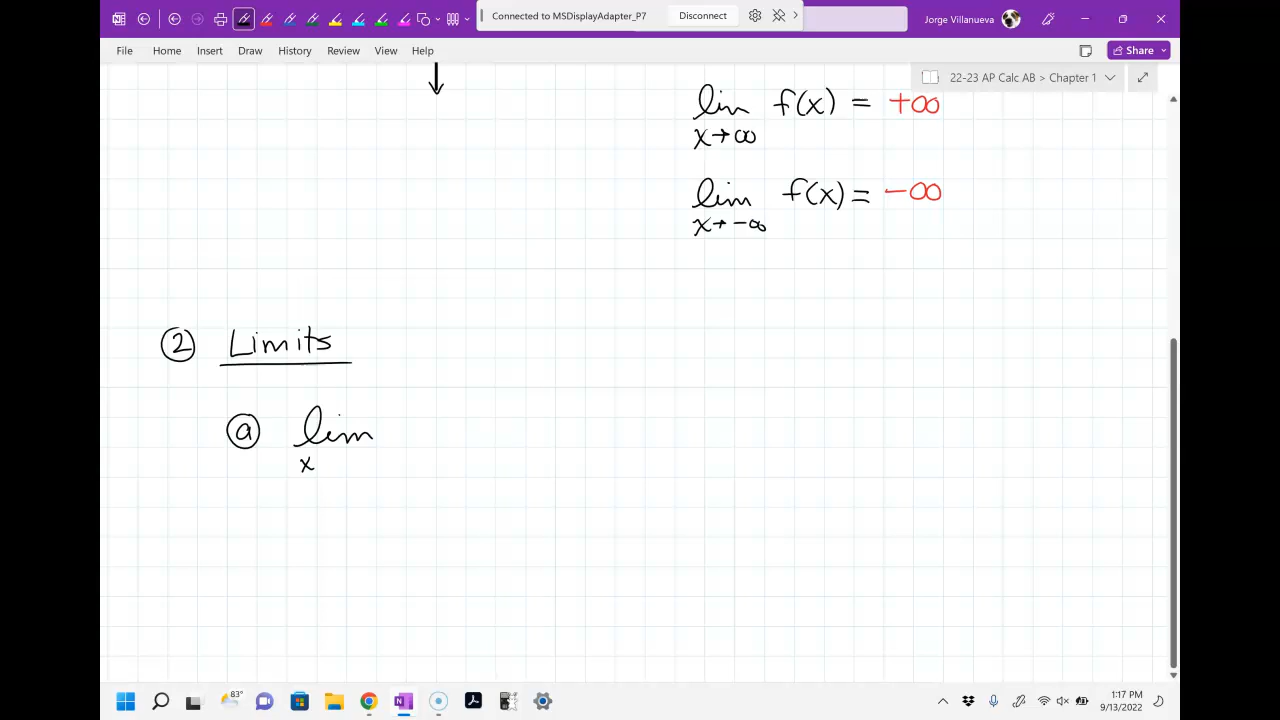 Connected to MSDisplayAdapter_P7 Disconnect
Jorge Villanueva
File Home Insert Draw History Review View Help
Share
22-23 AP Calc AB > Chapter 1
lim f(x) = +∞
x→∞
lim f(x) = -∞
x→-∞
② Limits
ⓐ lim
x
83°
1:17 PM
9/13/2022